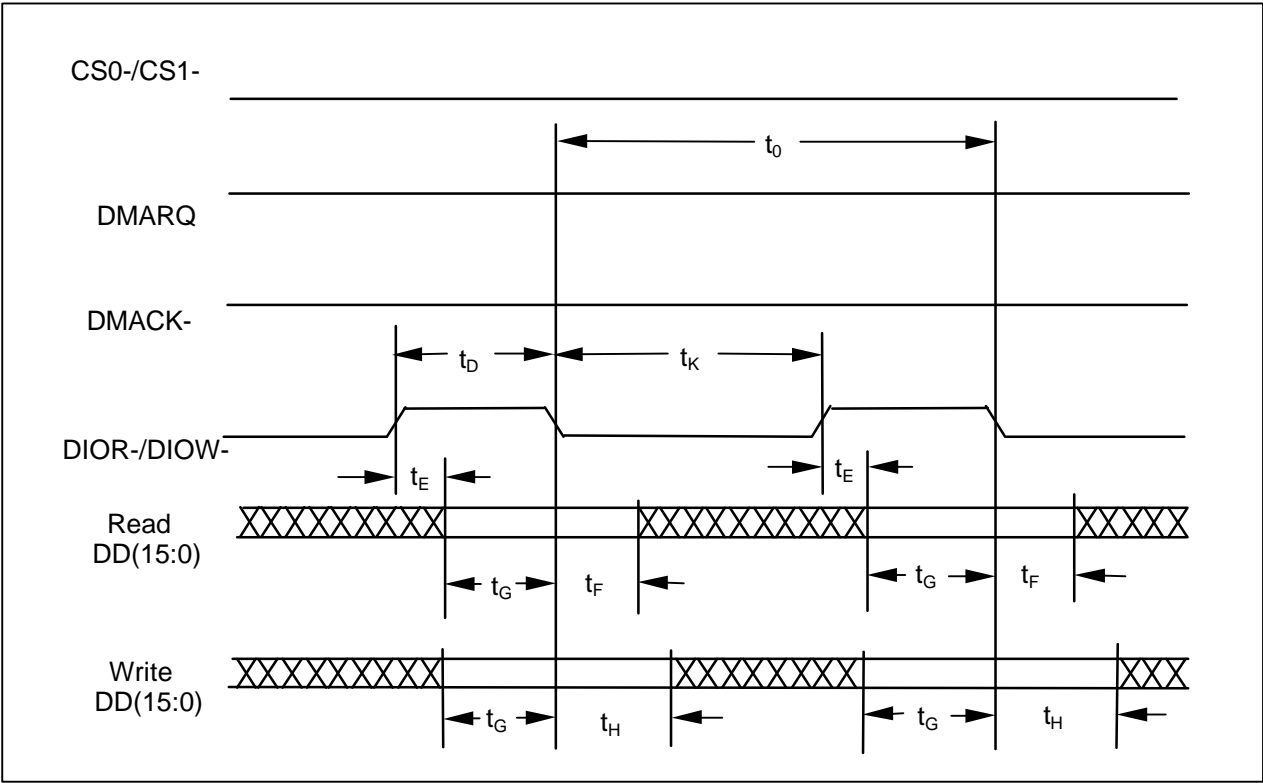 CS0-/CS1-
t0
DMARQ
DMACK-
tD tK
DIOR-/DIOW-
tE tE
Read
DD(15:0)
tG tF tG tF
Write
DD(15:0)
tG tH tG tH